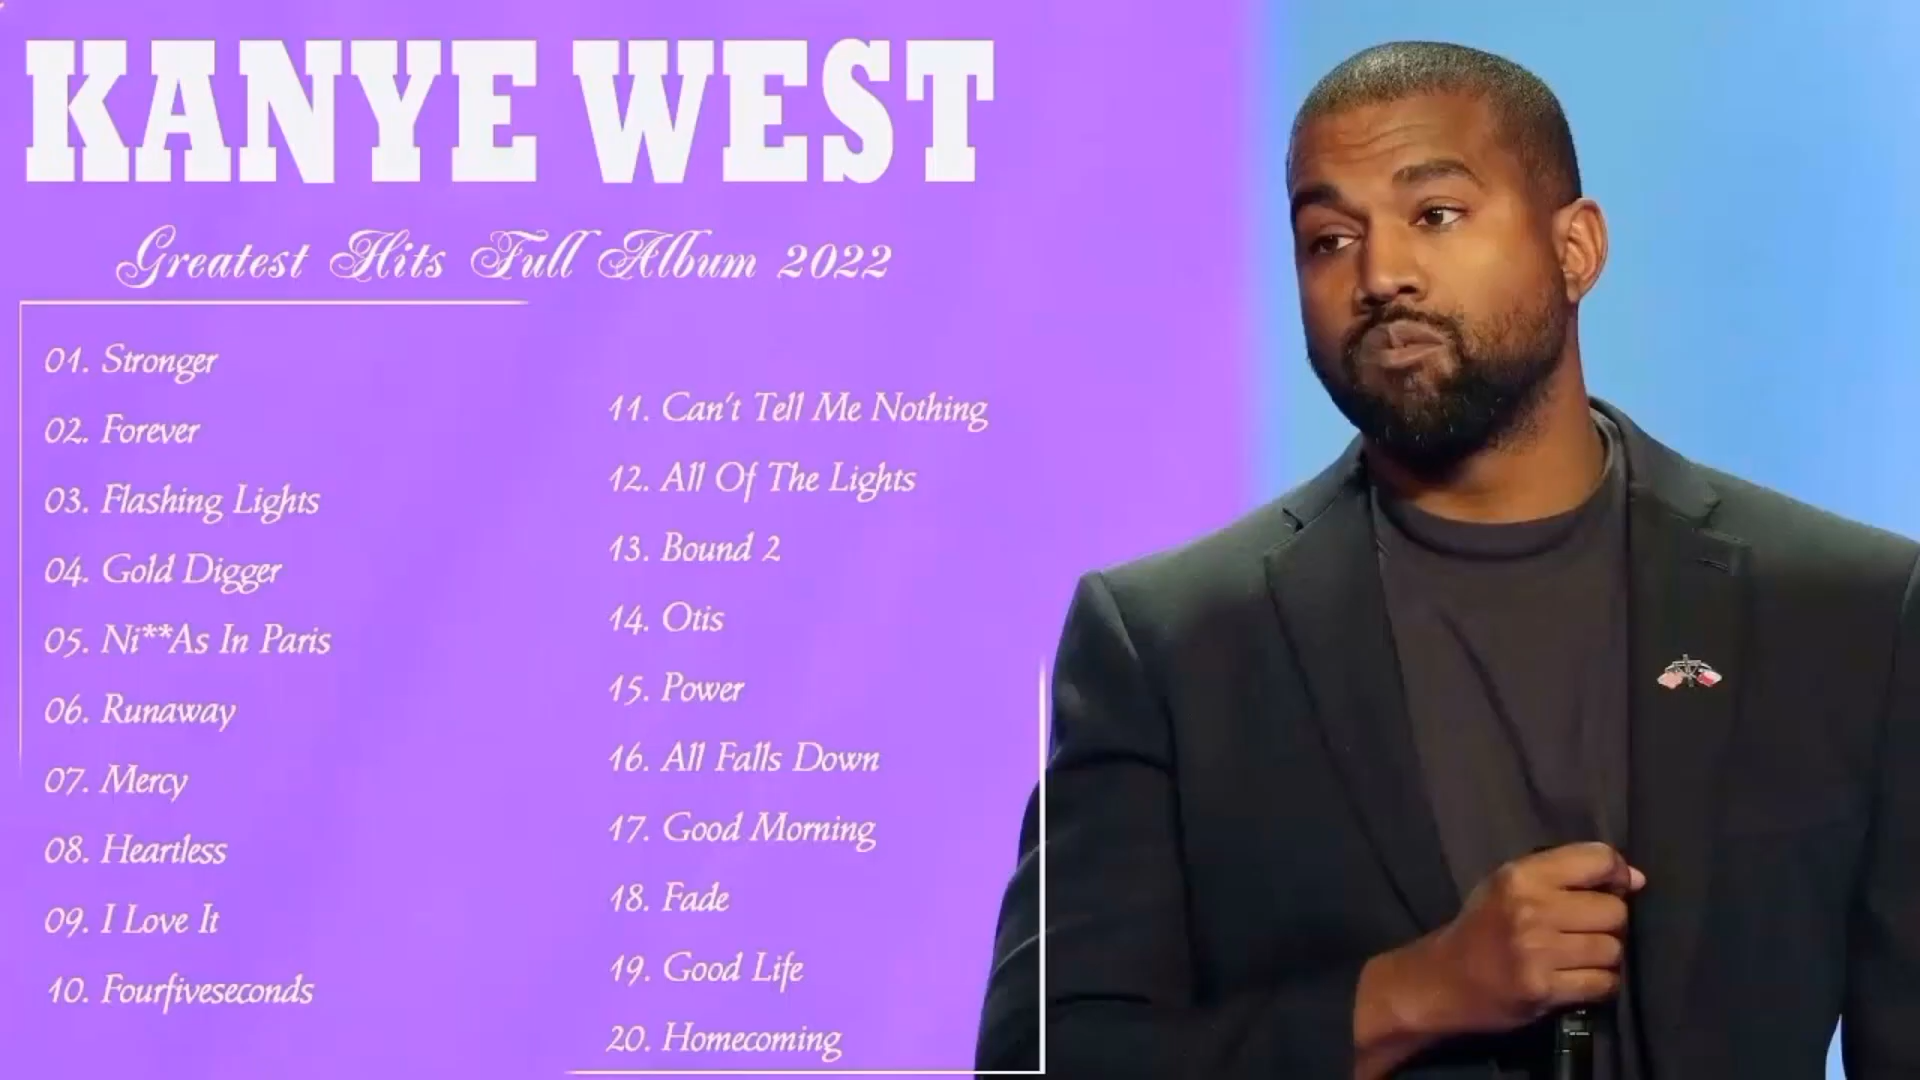 KANYE WEST
Greatest Hits Full Album 2022
01. Stronger
02. Forever
03. Flashing Lights
04. Gold Digger
05. Ni**As In Paris
06. Runaway
07. Mercy
08. Heartless
09. I Love It
10. Fourfiveseconds
11. Can't Tell Me Nothing
12. All Of The Lights
13. Bound 2
14. Otis
15. Power
16. All Falls Down
17. Good Morning
18. Fade
19. Good Life
20. Homecoming